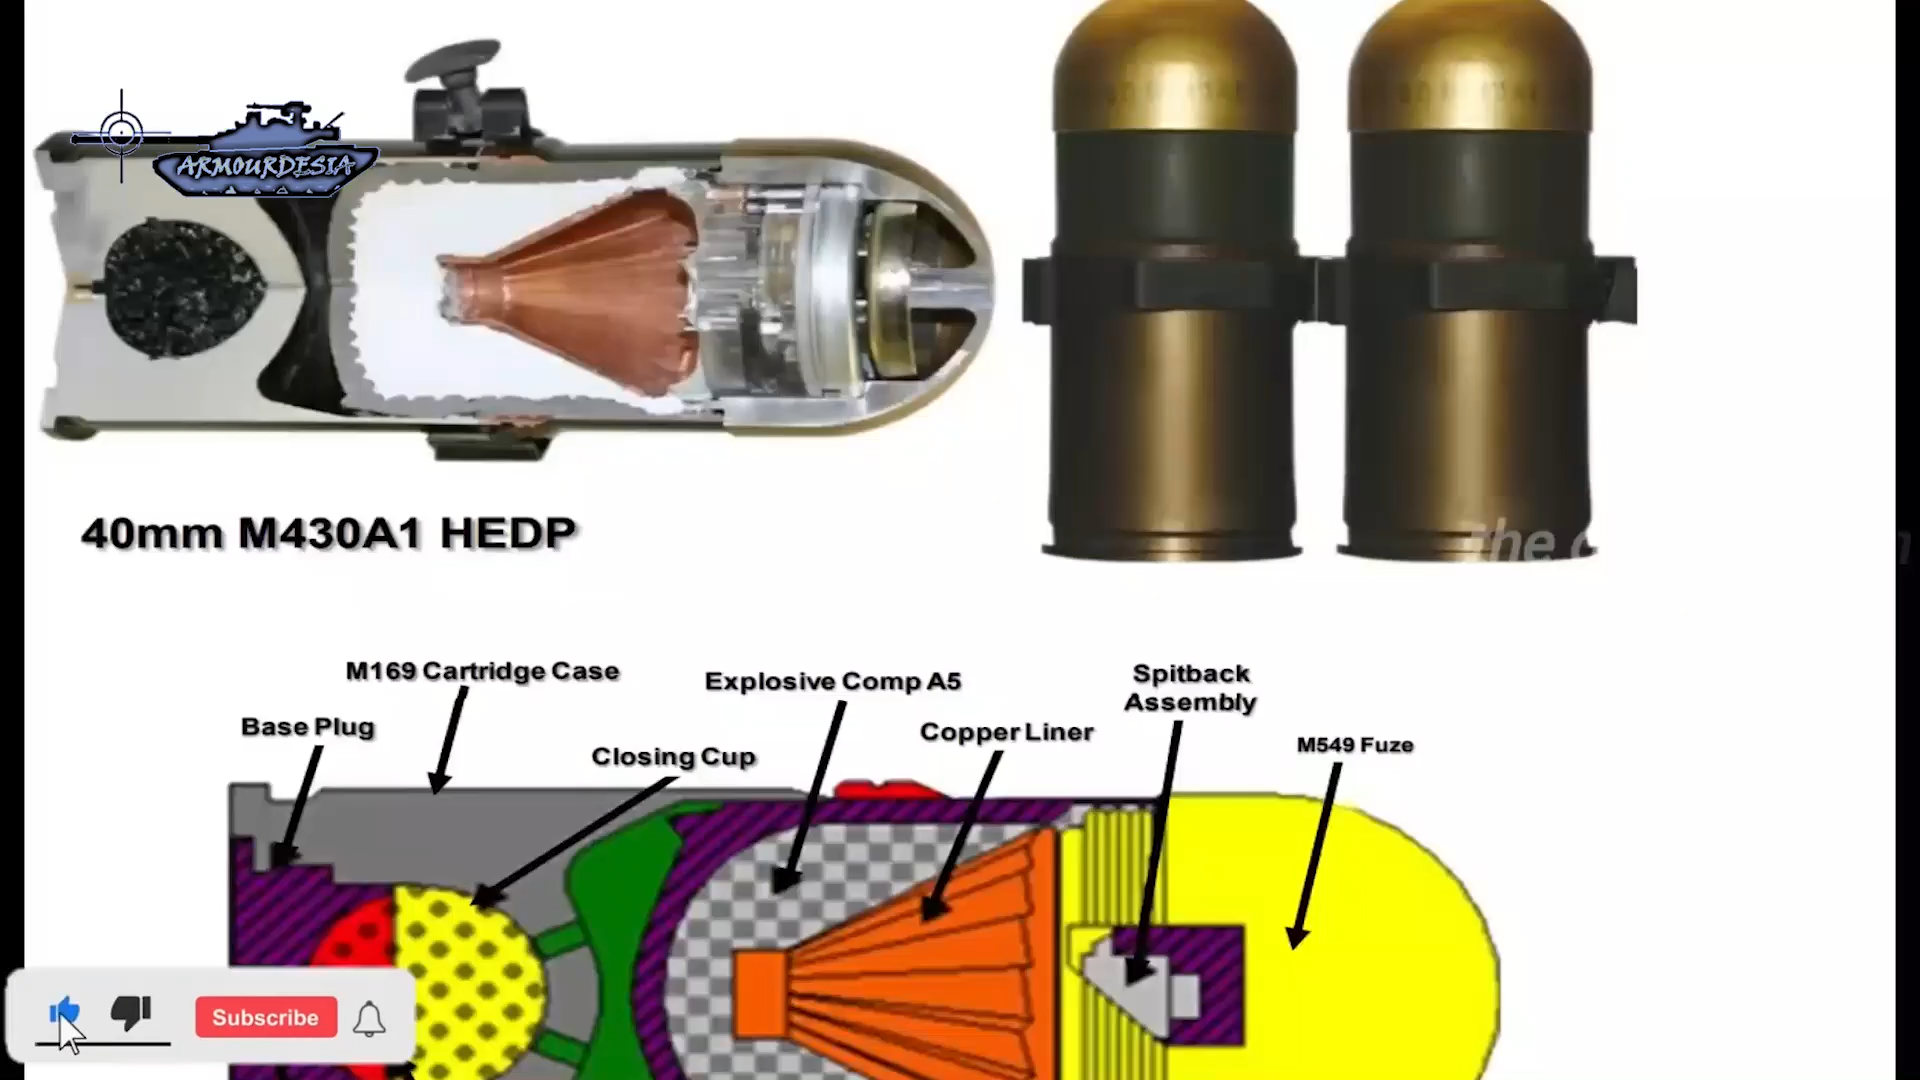 ARMOURDESIA
40mm M430A1 HEDP
the
M169 Cartridge Case
Explosive Comp A5
Spitback
Assembly
Base Plug
Copper Liner
M549 Fuze
Closing Cup
Subscribe